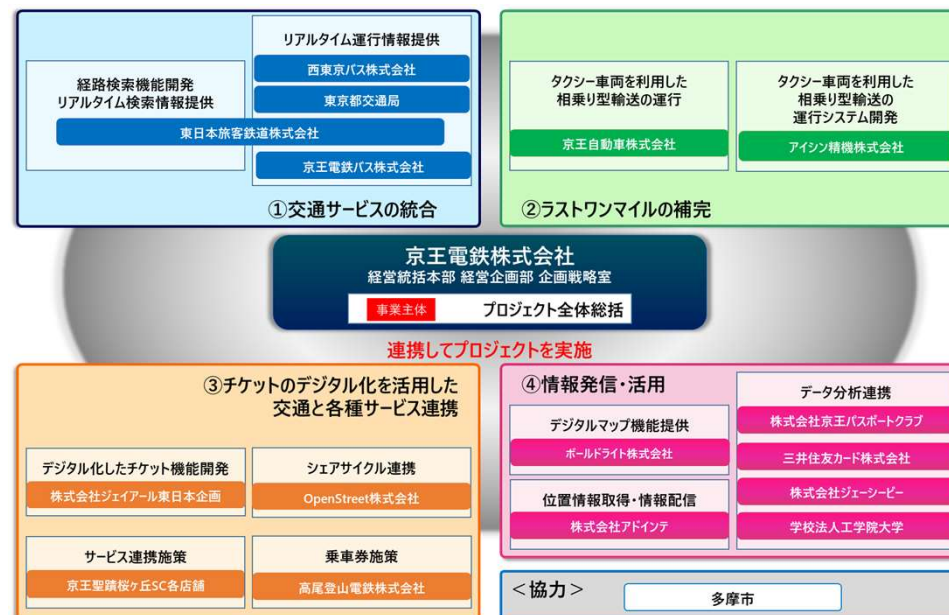 リアルタイム運行情報提供
西東京バス株式会社
経路検索機能開発
リアルタイム検索情報提供
東京都交通局
東日本旅客鉄道株式会社
京王電鉄バス株式会社
①交通サービスの統合
タクシー車両を利用した
相乗り型輸送の運行
京王自動車株式会社
タクシー車両を利用した
相乗り型輸送の
運行システム開発
アイシン精機株式会社
②ラストワンマイルの補完
京王電鉄株式会社
経営統括本部 経営企画部 企画戦略室
事業主体 プロジェクト全体総括
連携してプロジェクトを実施
③チケットのデジタル化を活用した
交通と各種サービス連携
デジタル化したチケット機能開発
株式会社ジェイアール東日本企画
シェアサイクル連携
OpenStreet株式会社
サービス連携施策
京王聖蹟桜ヶ丘SC各店舗
乗車券施策
高尾登山電鉄株式会社
④情報発信・活用
デジタルマップ機能提供
ボールドライト株式会社
位置情報取得・情報配信
株式会社アドインテ
データ分析連携
株式会社京王パスポートクラブ
三井住友カード株式会社
株式会社ジェーシービー
学校法人工学院大学
＜協力＞
多摩市